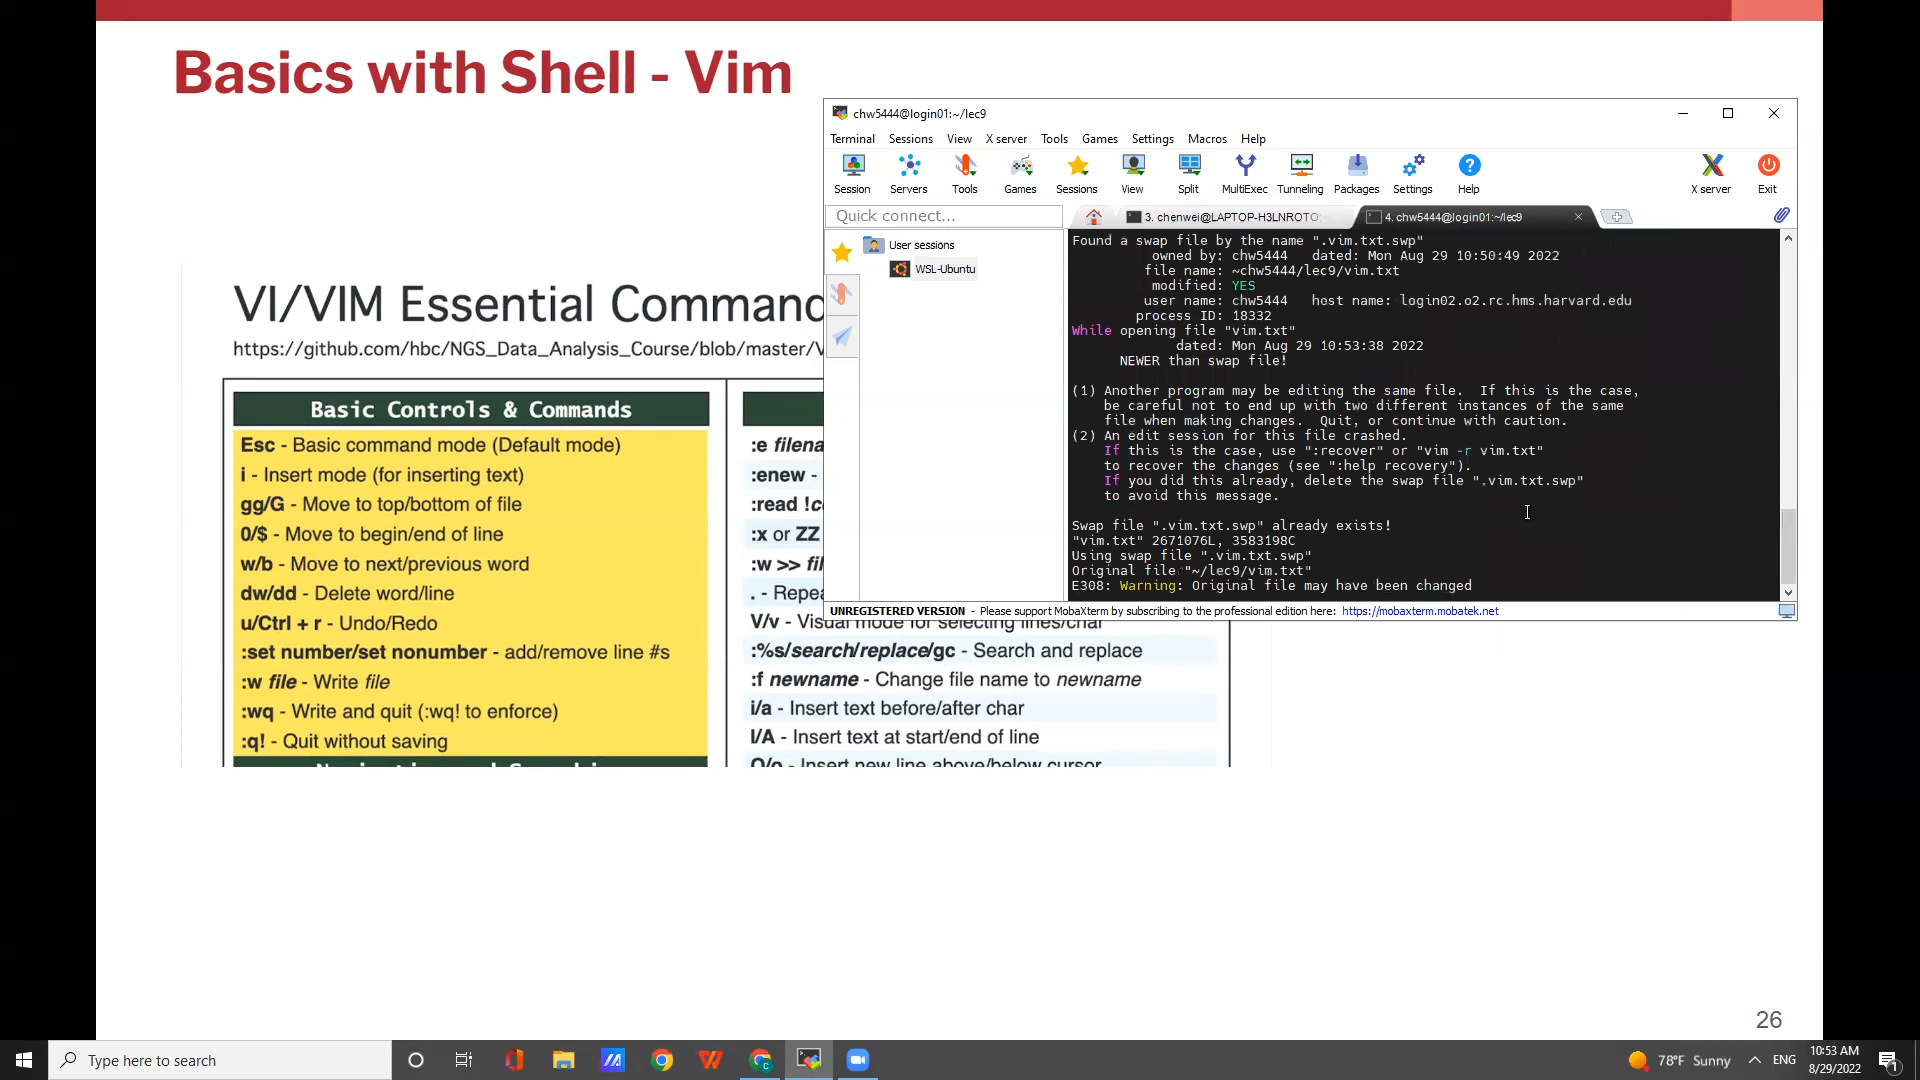 Basics with Shell - Vim
VI/VIM Essential Command
https://github.com/hbc/NGS_Data_Analysis_Course/blob/master/V
Basic Controls & Commands
Esc - Basic command mode (Default mode)
i - Insert mode (for inserting text)
gg/G - Move to top/bottom of file
0/$ - Move to begin/end of line
w/b - Move to next/previous word
dw/dd - Delete word/line
u/Ctrl + r - Undo/Redo
:set number/set nonumber - add/remove line #s
:w file - Write file
:wq - Write and quit (:wq! to enforce)
:q! - Quit without saving
:e filena
:enew -
:read !c
:x or ZZ
:w >> fil
. - Repea
V/v - Visual mode for selecting lines/char
:%s/search/replace/gc - Search and replace
:f newname - Change file name to newname
i/a - Insert text before/after char
I/A - Insert text at start/end of line
O/o - Insert new line above/below cursor
chw5444@login01:~/lec9
Terminal Sessions View X server Tools Games Settings Macros Help
Session Servers Tools Games Sessions View Split MultiExec Tunneling Packages Settings Help X server Exit
Quick connect...
3. chenwei@LAPTOP-H3LNROTO:
4. chw5444@login01:~/lec9
User sessions
WSL-Ubuntu
Found a swap file by the name ".vim.txt.swp"
owned by: chw5444 dated: Mon Aug 29 10:50:49 2022
file name: ~chw5444/lec9/vim.txt
modified: YES
user name: chw5444 host name: login02.o2.rc.hms.harvard.edu
process ID: 18332
While opening file "vim.txt"
dated: Mon Aug 29 10:53:38 2022
NEWER than swap file!
(1) Another program may be editing the same file. If this is the case,
be careful not to end up with two different instances of the same
file when making changes. Quit, or continue with caution.
(2) An edit session for this file crashed.
If this is the case, use ":recover" or "vim -r vim.txt"
to recover the changes (see ":help recovery").
If you did this already, delete the swap file ".vim.txt.swp"
to avoid this message.
Swap file ".vim.txt.swp" already exists!
"vim.txt" 2671076L, 3583198C
Using swap file ".vim.txt.swp"
Original file "~/lec9/vim.txt"
E308: Warning: Original file may have been changed
UNREGISTERED VERSION - Please support MobaXterm by subscribing to the professional edition here: https://mobaxterm.mobatek.net
26
Type here to search
78°F Sunny
ENG
10:53 AM
8/29/2022
1